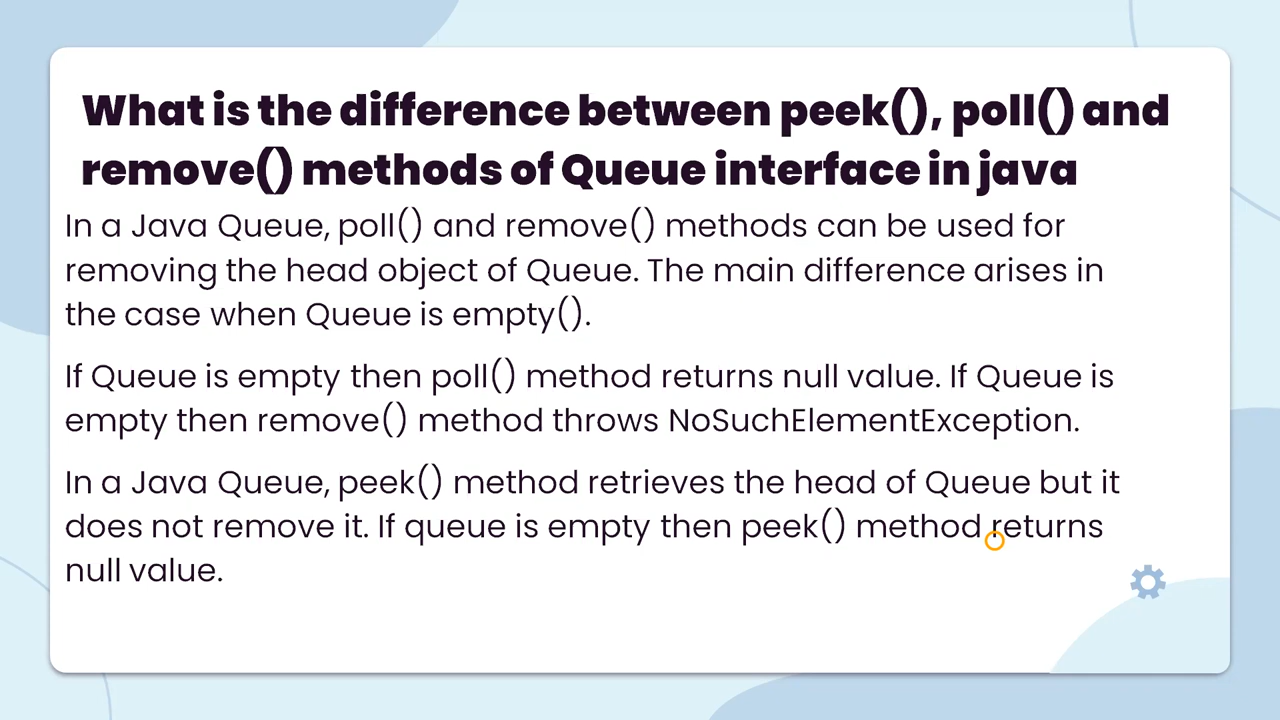 What is the difference between peek(), poll() and
remove() methods of Queue interface in java
In a Java Queue, poll() and remove() methods can be used for
removing the head object of Queue. The main difference arises in
the case when Queue is empty().
If Queue is empty then poll() method returns null value. If Queue is
empty then remove() method throws NoSuchElementException.
In a Java Queue, peek() method retrieves the head of Queue but it
does not remove it. If queue is empty then peek() method returns
null value.